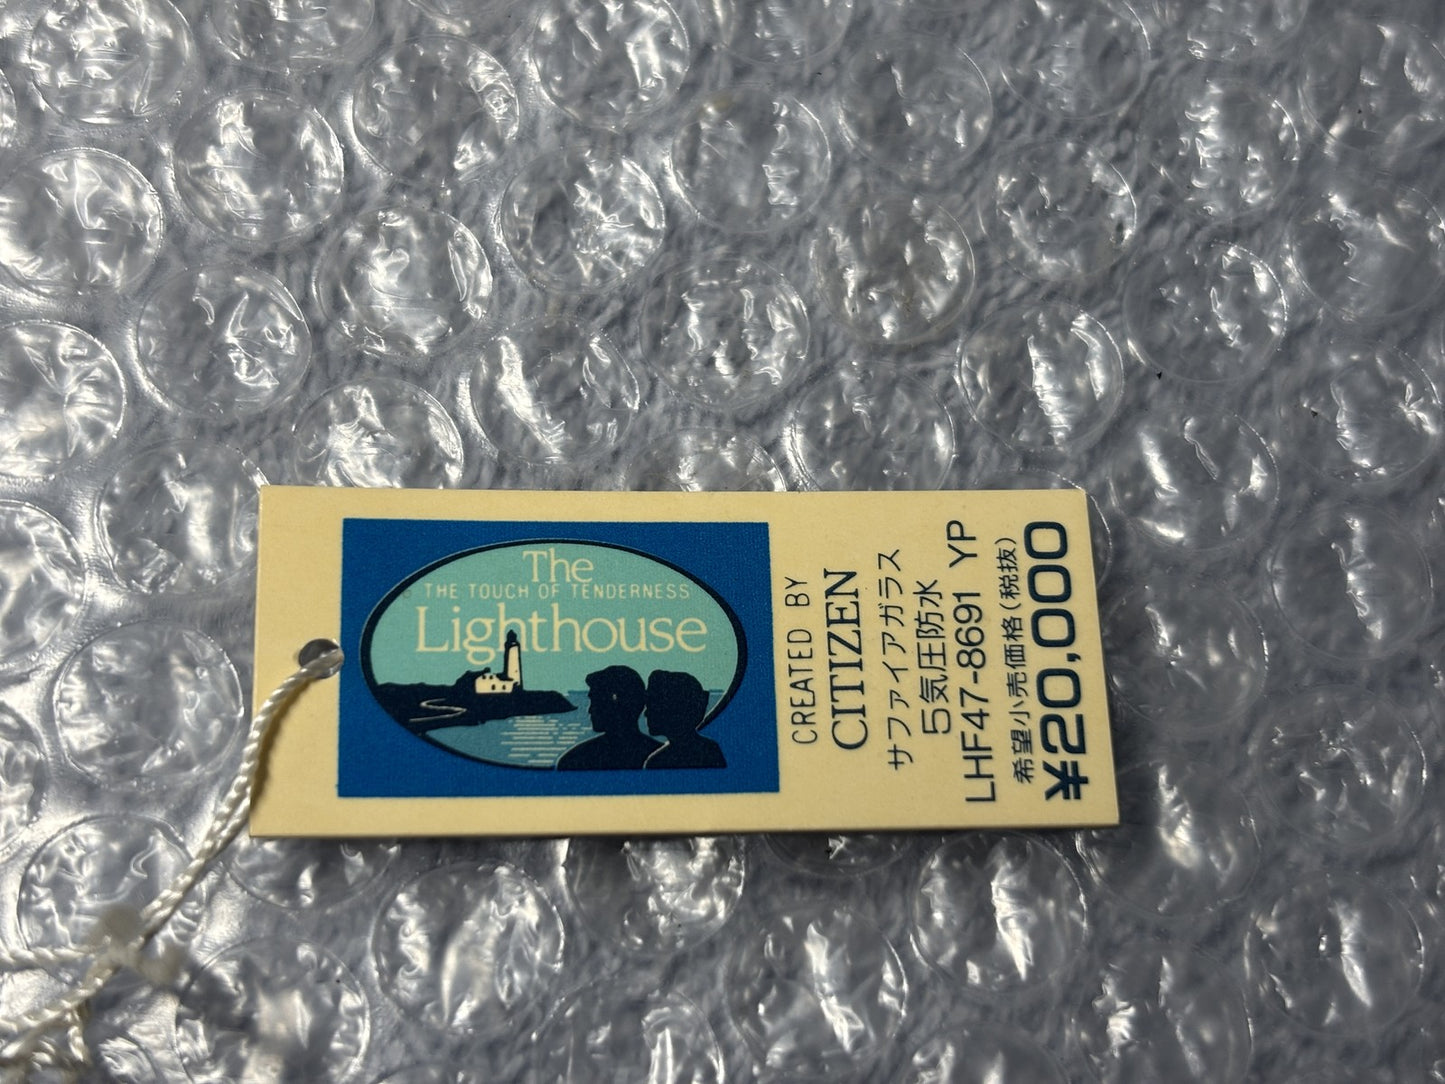 The
THE TOUCH OF TENDERNESS
Lighthouse
CREATED BY
CITIZEN
サファイアガラス
5気圧防水
LHF47-8691 YP
希望小売価格(税抜)
¥20,000